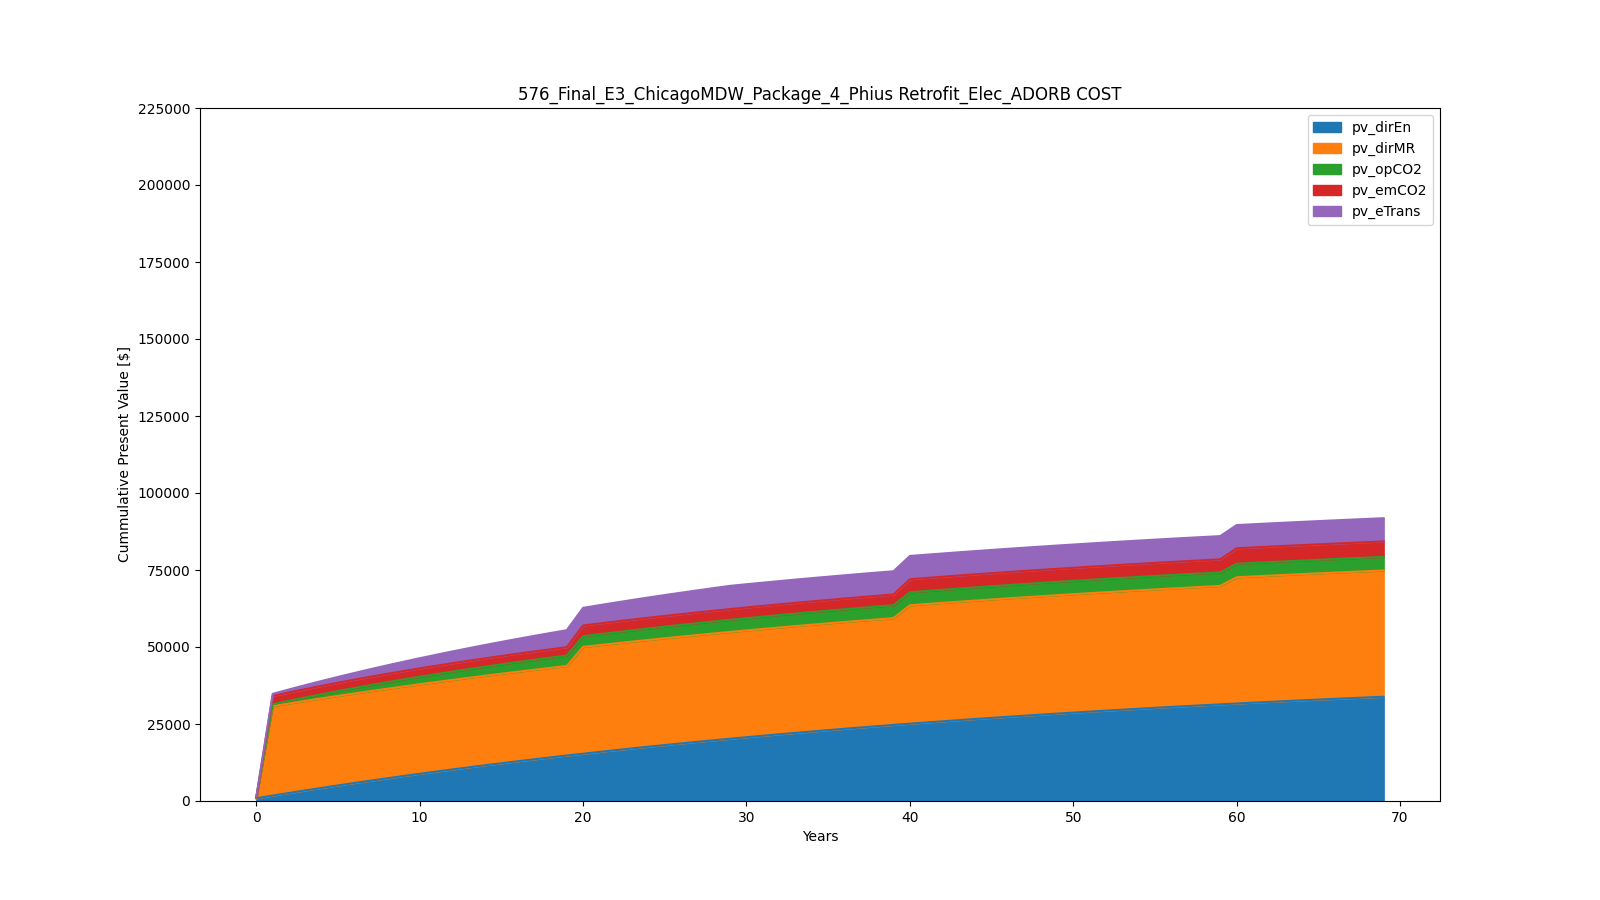 576_Final_E3_ChicagoMDW_Package_4_Phius Retrofit_Elec_ADORB COST
225000
200000
175000
150000
125000
100000
75000
50000
25000
0
Cummulative Present Value [$]
pv_dirEn
pv_dirMR
pv_opCO2
pv_emCO2
pv_eTrans
0 10 20 30 40 50 60 70
Years